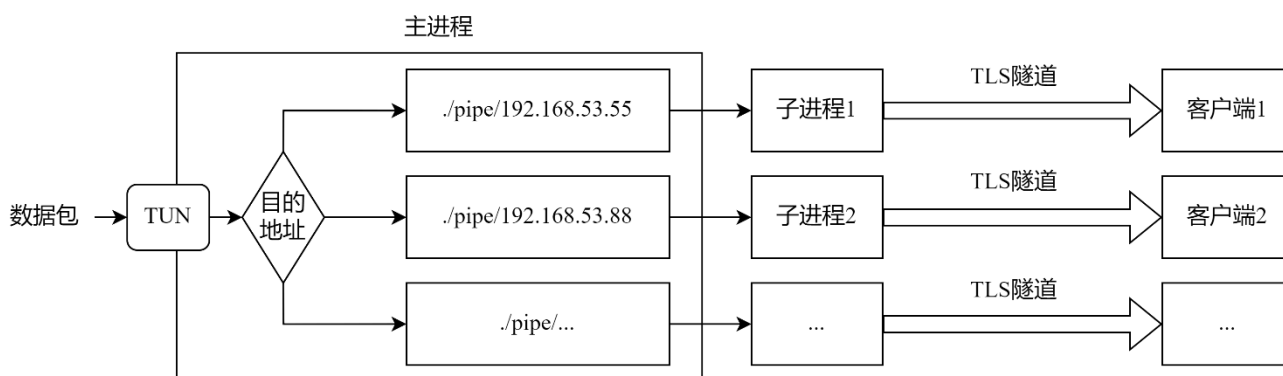 主进程
./pipe/192.168.53.55
子进程1
TLS隧道
客户端1
数据包
TUN
目的
地址
./pipe/192.168.53.88
子进程2
TLS隧道
客户端2
./pipe/...
...
TLS隧道
...